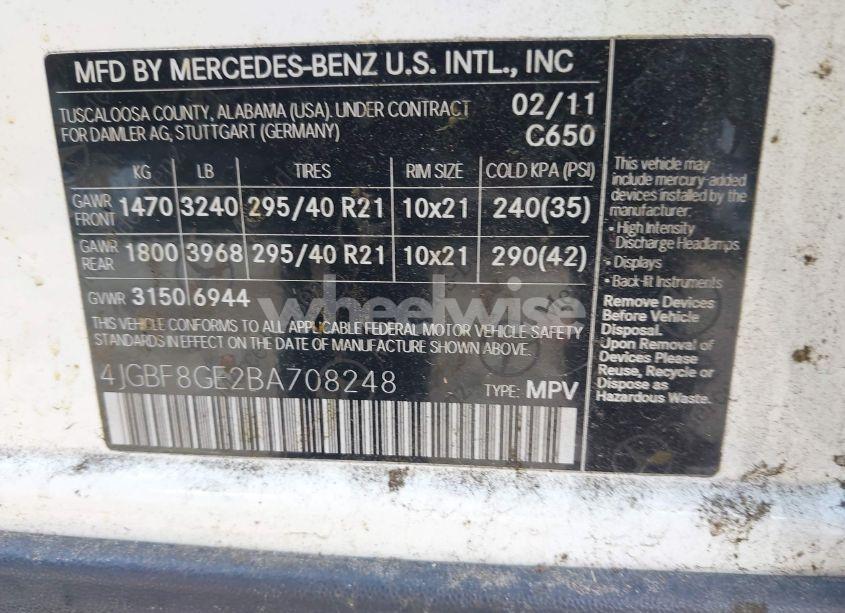 MFD BY MERCEDES-BENZ U.S. INTL., INC
TUSCALOOSA COUNTY, ALABAMA (USA). UNDER CONTRACT
FOR DAIMLER AG, STUTTGART (GERMANY)
02/11
C650
KG LB TIRES RIM SIZE COLD KPA (PSI)
GAWR FRONT 1470 3240 295/40 R21 10x21 240(35)
GAWR REAR 1800 3968 295/40 R21 10x21 290(42)
GVWR 3150 6944
THIS VEHICLE CONFORMS TO ALL APPLICABLE FEDERAL MOTOR VEHICLE SAFETY
STANDARDS IN EFFECT ON THE DATE OF MANUFACTURE SHOWN ABOVE.
4JGBF8GE2BA708248 TYPE: MPV
This vehicle may
include mercury-added
devices installed by the
manufacturer:
• High Intensity
Discharge Headlamps
• Displays
• Back-lit Instruments
Remove Devices
Before Vehicle
Disposal.
Upon Removal of
Devices Please
Reuse, Recycle or
Dispose as
Hazardous Waste.
wheelwise